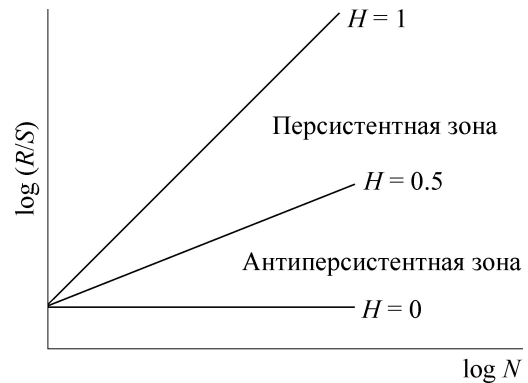 H = 1
Персистентная зона
log (R/S)
H = 0.5
Антиперсистентная зона
H = 0
log N